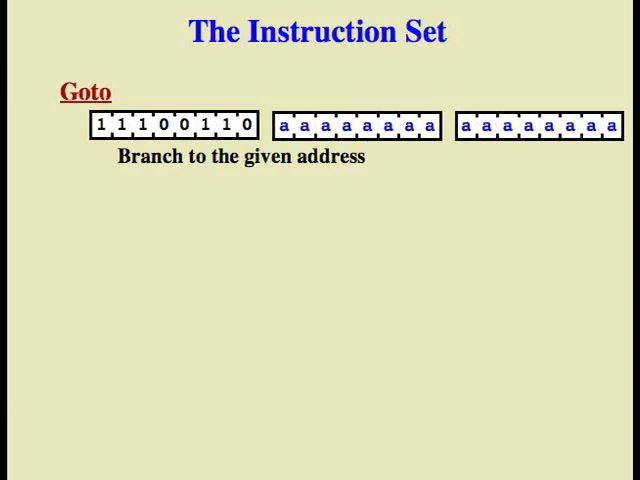 The Instruction Set
Goto
1 1 1 0 0 1 1 0 a a a a a a a a a a a a a a a a
Branch to the given address